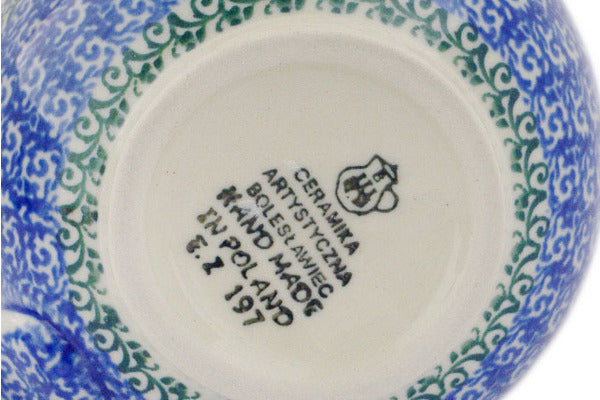 CERAMIKA
ARTYSTYCZNA
BOLESŁAWIEC
HAND MADE
IN POLAND
E.Z 197